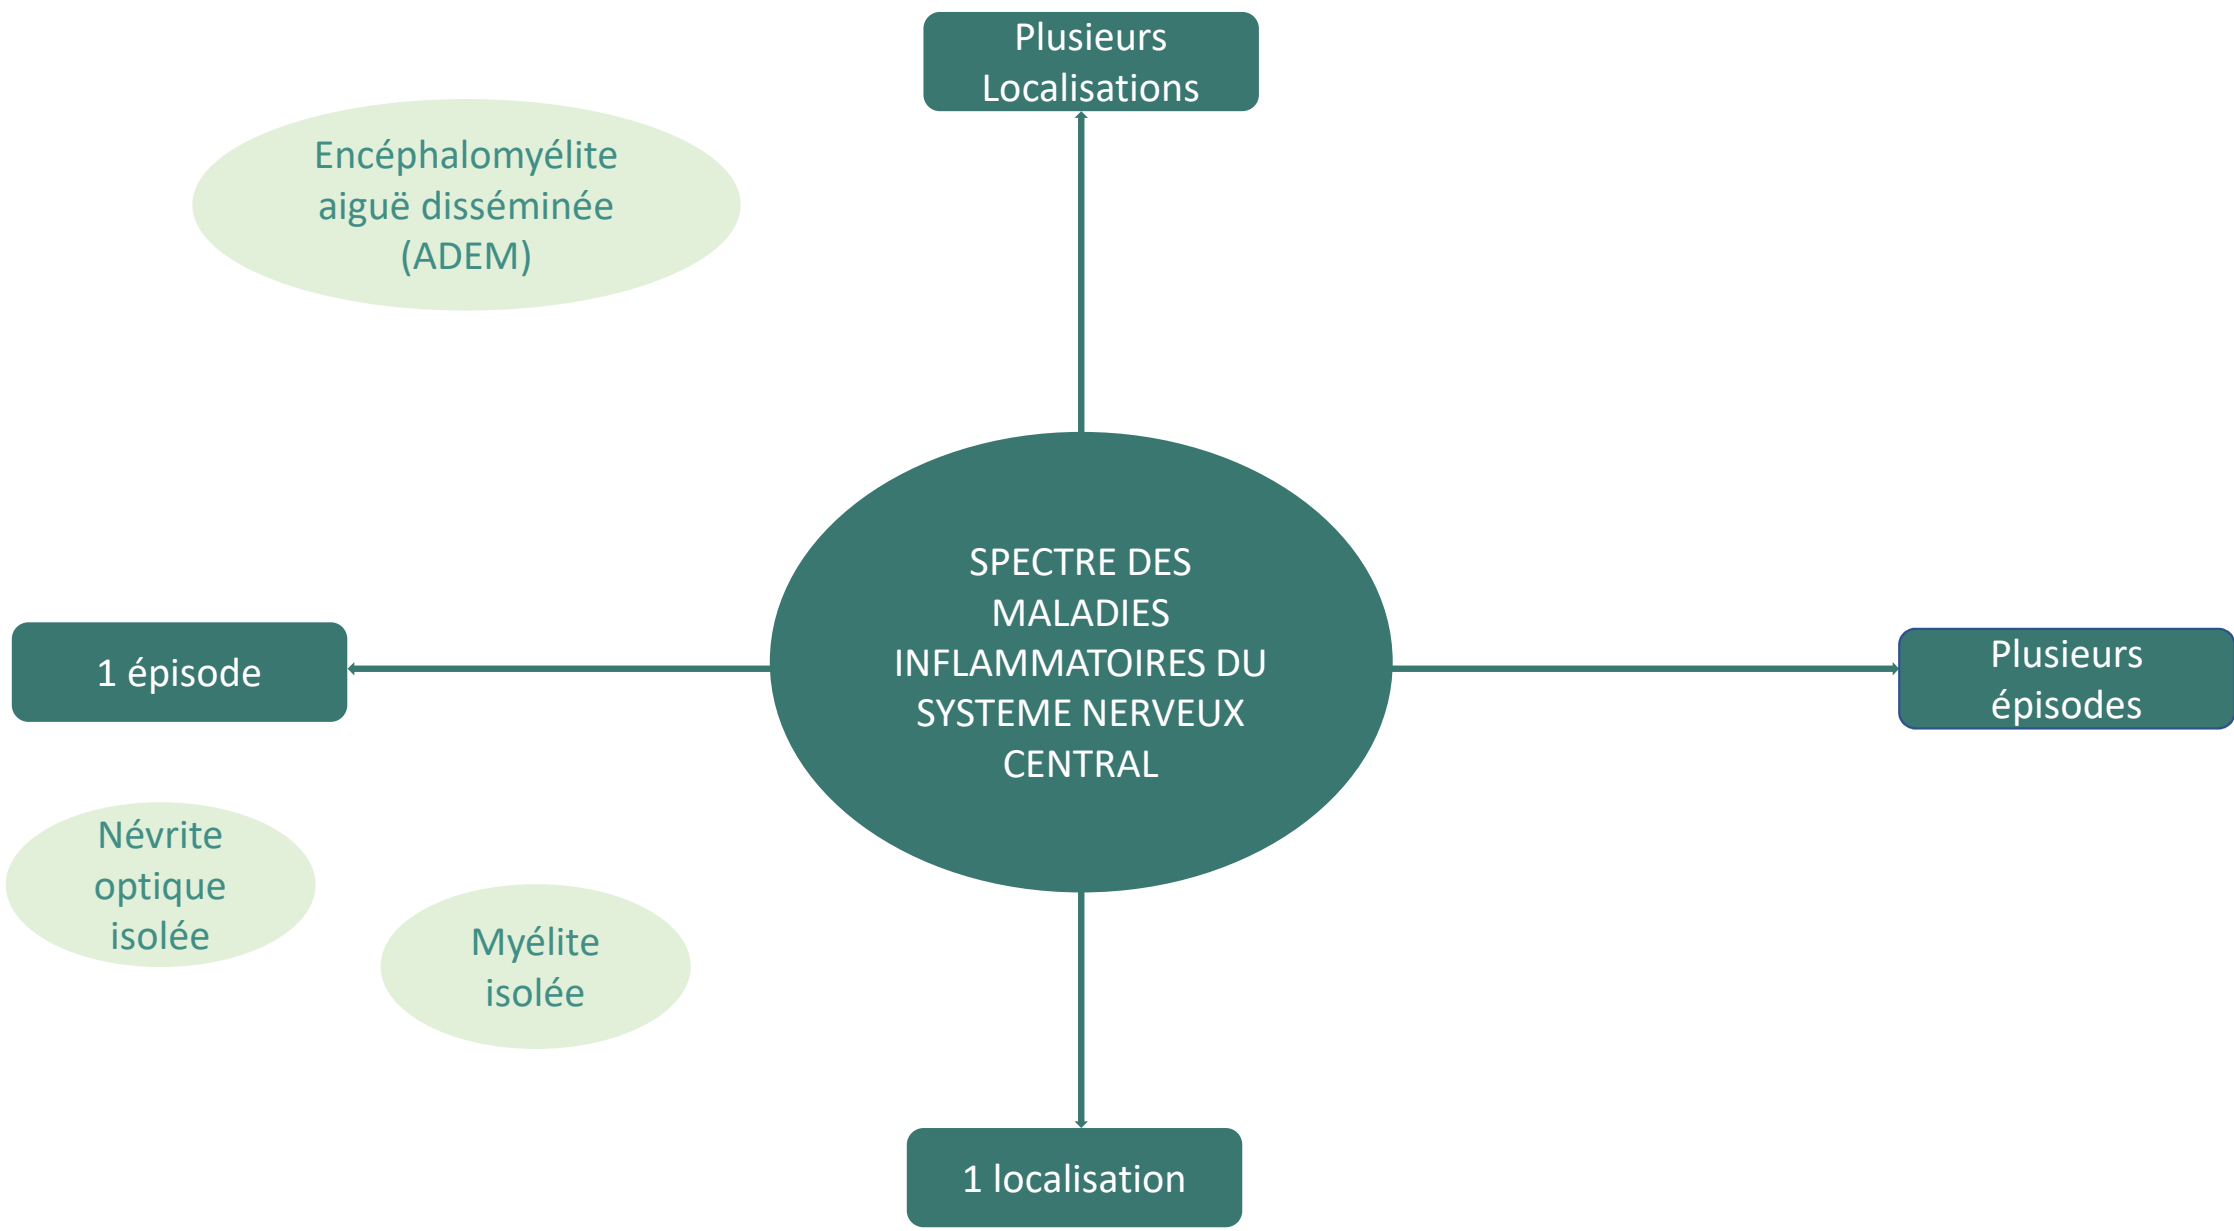 Plusieurs
Localisations
Encéphalomyélite
aiguë disséminée
(ADEM)
SPECTRE DES
MALADIES
INFLAMMATOIRES DU
SYSTEME NERVEUX
CENTRAL
1 épisode
Plusieurs
épisodes
Névrite
optique
isolée
Myélite
isolée
1 localisation